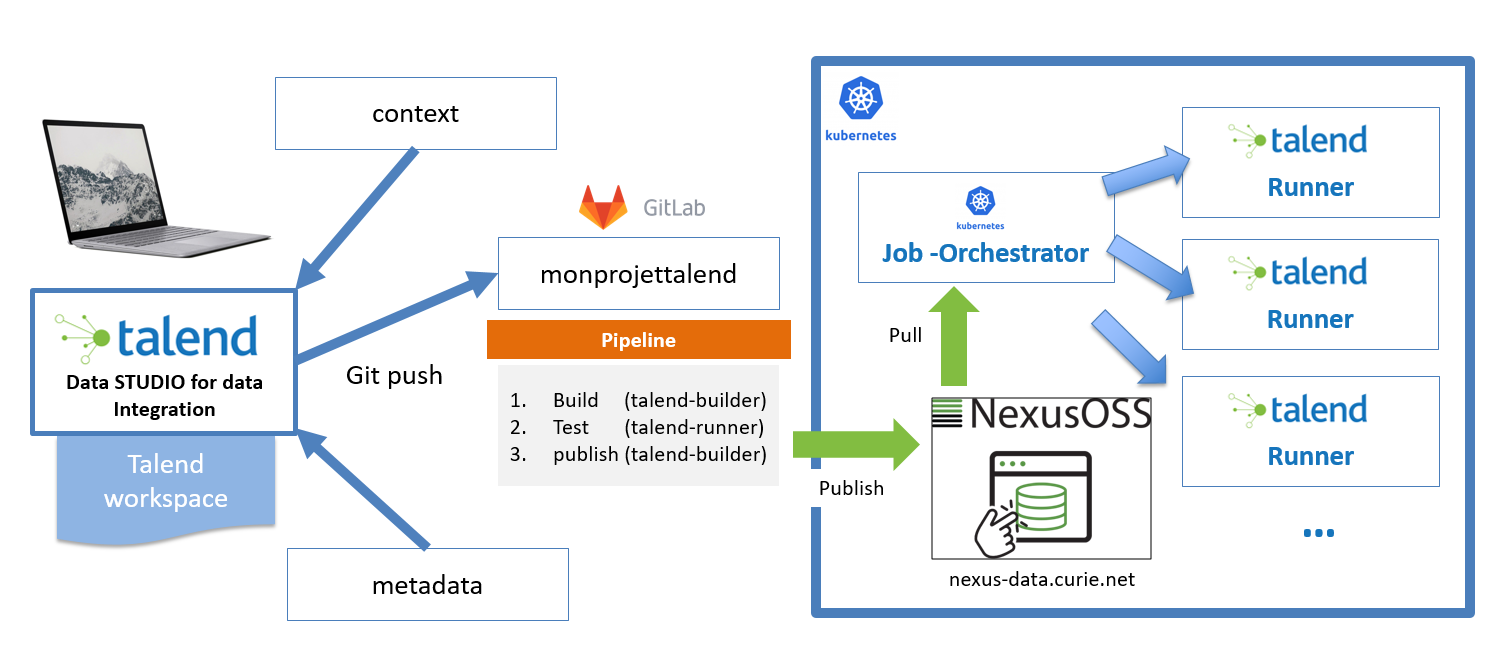 context
GitLab
monprojettalend
talend
Data STUDIO for data
Integration
Talend
workspace
Git push
metadata
Pipeline
1. Build (talend-builder)
2. Test (talend-runner)
3. publish (talend-builder)
Publish
kubernetes
kubernetes
Job -Orchestrator
Pull
NexusOSS
nexus-data.curie.net
talend
Runner
talend
Runner
talend
Runner
...